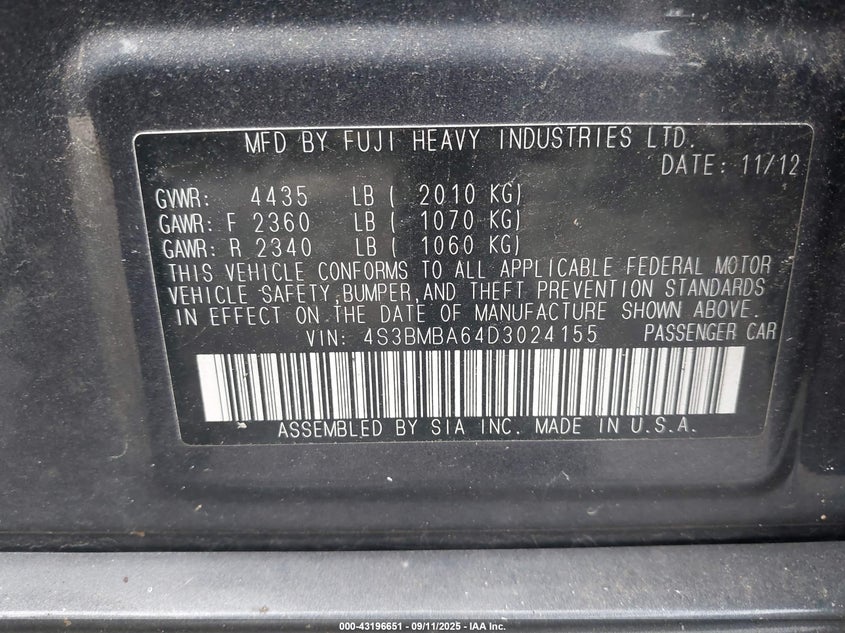 MFD BY FUJI HEAVY INDUSTRIES LTD.
DATE: 11/12
GVWR: 4435 LB ( 2010 KG)
GAWR: F 2360 LB ( 1070 KG)
GAWR: R 2340 LB ( 1060 KG)
THIS VEHICLE CONFORMS TO ALL APPLICABLE FEDERAL MOTOR
VEHICLE SAFETY,BUMPER,AND THEFT PREVENTION STANDARDS
IN EFFECT ON THE DATE OF MANUFACTURE SHOWN ABOVE.
VIN: 4S3BMBA64D3024155 PASSENGER CAR
ASSEMBLED BY SIA INC. MADE IN U.S.A.
000-43196651 - 09/11/2025 - IAA Inc.